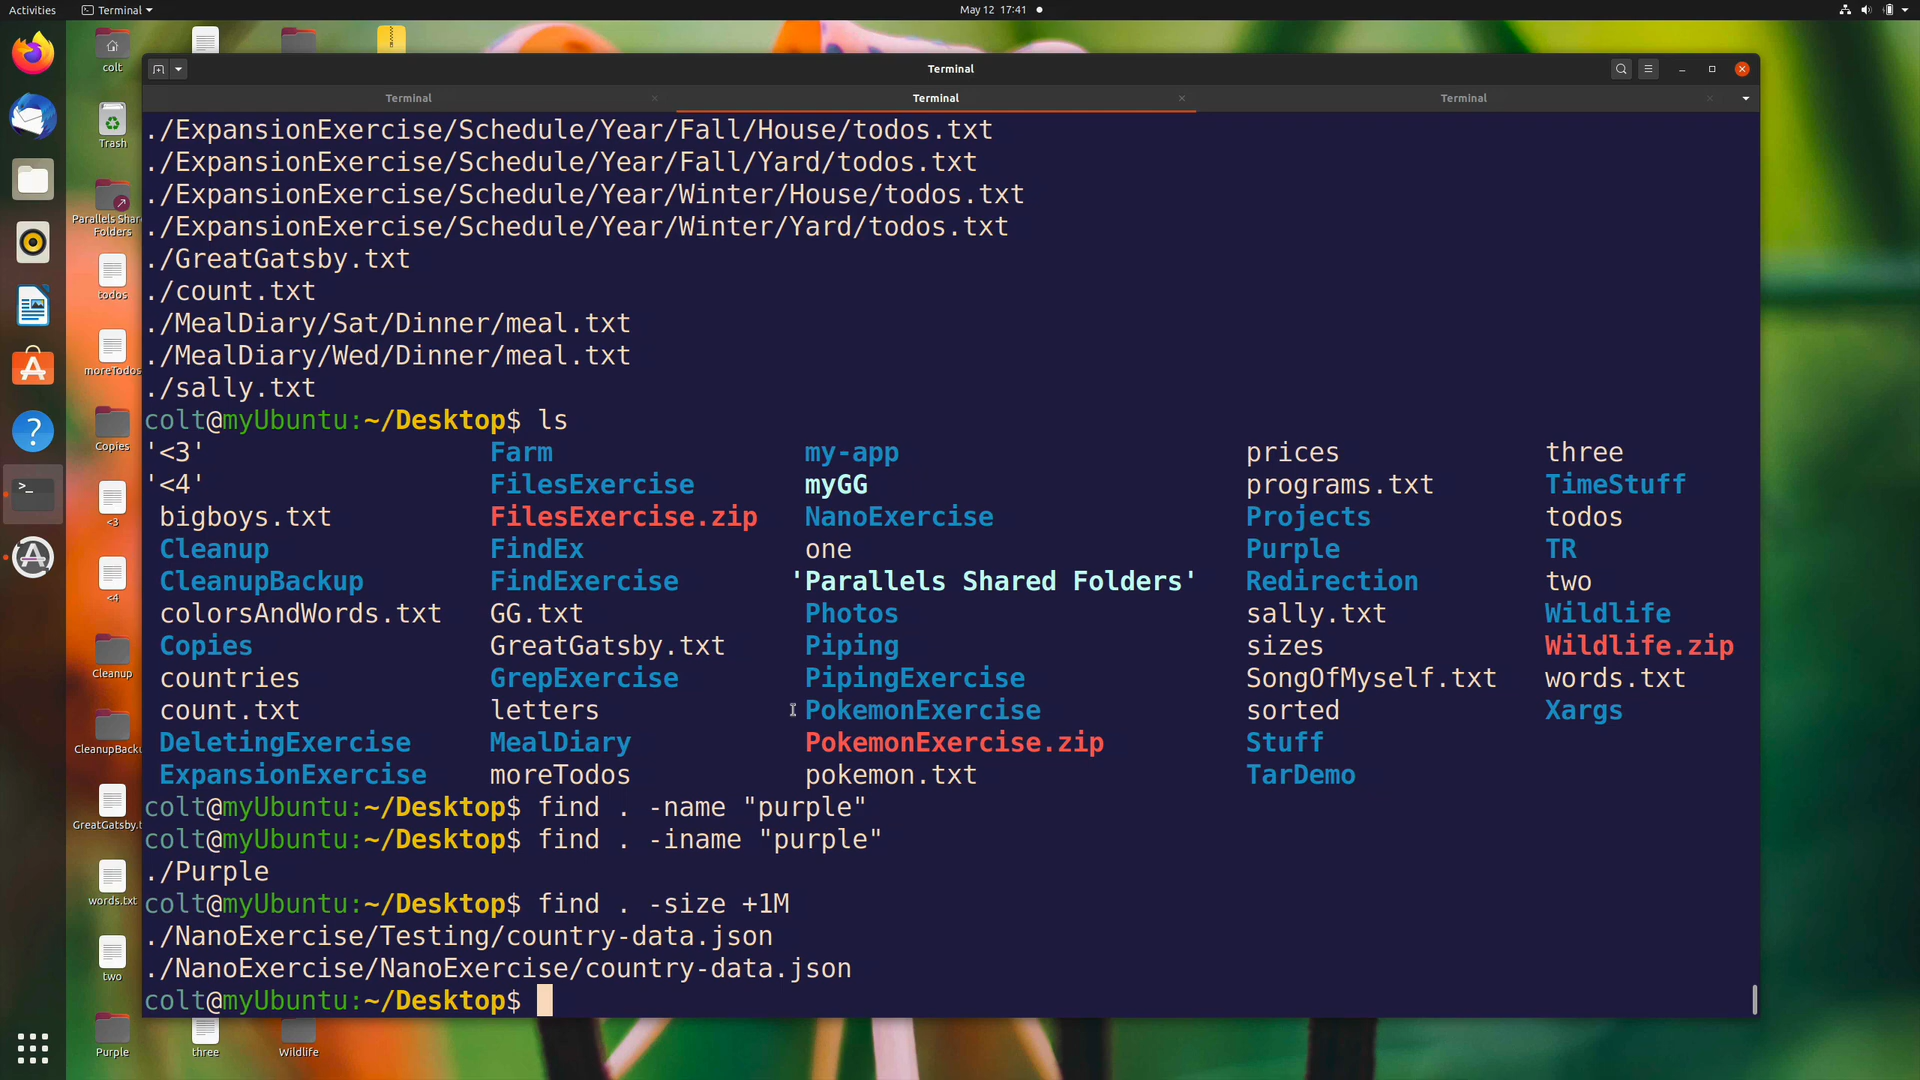 Activities Terminal May 12 17:41
Terminal
Terminal Terminal Terminal
./ExpansionExercise/Schedule/Year/Fall/House/todos.txt
./ExpansionExercise/Schedule/Year/Fall/Yard/todos.txt
./ExpansionExercise/Schedule/Year/Winter/House/todos.txt
./ExpansionExercise/Schedule/Year/Winter/Yard/todos.txt
./GreatGatsby.txt
./count.txt
./MealDiary/Sat/Dinner/meal.txt
./MealDiary/Wed/Dinner/meal.txt
./sally.txt
colt@myUbuntu:~/Desktop$ ls
'<3' Farm my-app prices three
'<4' FilesExercise myGG programs.txt TimeStuff
bigboys.txt FilesExercise.zip NanoExercise Projects todos
Cleanup FindEx one Purple TR
CleanupBackup FindExercise 'Parallels Shared Folders' Redirection two
colorsAndWords.txt GG.txt Photos sally.txt Wildlife
Copies GreatGatsby.txt Piping sizes Wildlife.zip
countries GrepExercise PipingExercise SongOfMyself.txt words.txt
count.txt letters PokemonExercise sorted Xargs
DeletingExercise MealDiary PokemonExercise.zip Stuff
ExpansionExercise moreTodos pokemon.txt TarDemo
colt@myUbuntu:~/Desktop$ find . -name "purple"
colt@myUbuntu:~/Desktop$ find . -iname "purple"
./Purple
colt@myUbuntu:~/Desktop$ find . -size +1M
./NanoExercise/Testing/country-data.json
./NanoExercise/NanoExercise/country-data.json
colt@myUbuntu:~/Desktop$
colt
Trash
Parallels Shar
Folders
todos
moreTodos
Copies
<3
<4
Cleanup
CleanupBacku
GreatGatsby.t
words.txt
two
Purple three Wildlife